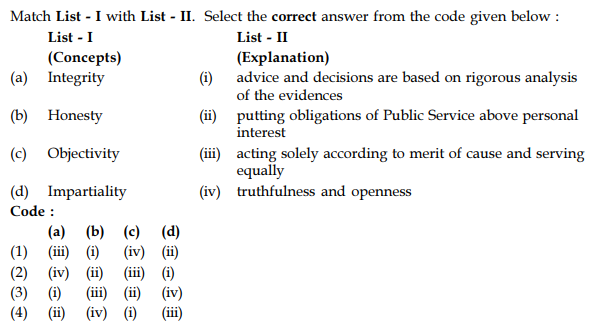 Match List - I with List - II. Select the correct answer from the code given below :
List - I List - II
(Concepts) (Explanation)
(a) Integrity (i) advice and decisions are based on rigorous analysis
of the evidences
(b) Honesty (ii) putting obligations of Public Service above personal
interest
(c) Objectivity (iii) acting solely according to merit of cause and serving
equally
(d) Impartiality (iv) truthfulness and openness
Code :
(a) (b) (c) (d)
(1) (iii) (i) (iv) (ii)
(2) (iv) (ii) (iii) (i)
(3) (i) (iii) (ii) (iv)
(4) (ii) (iv) (i) (iii)